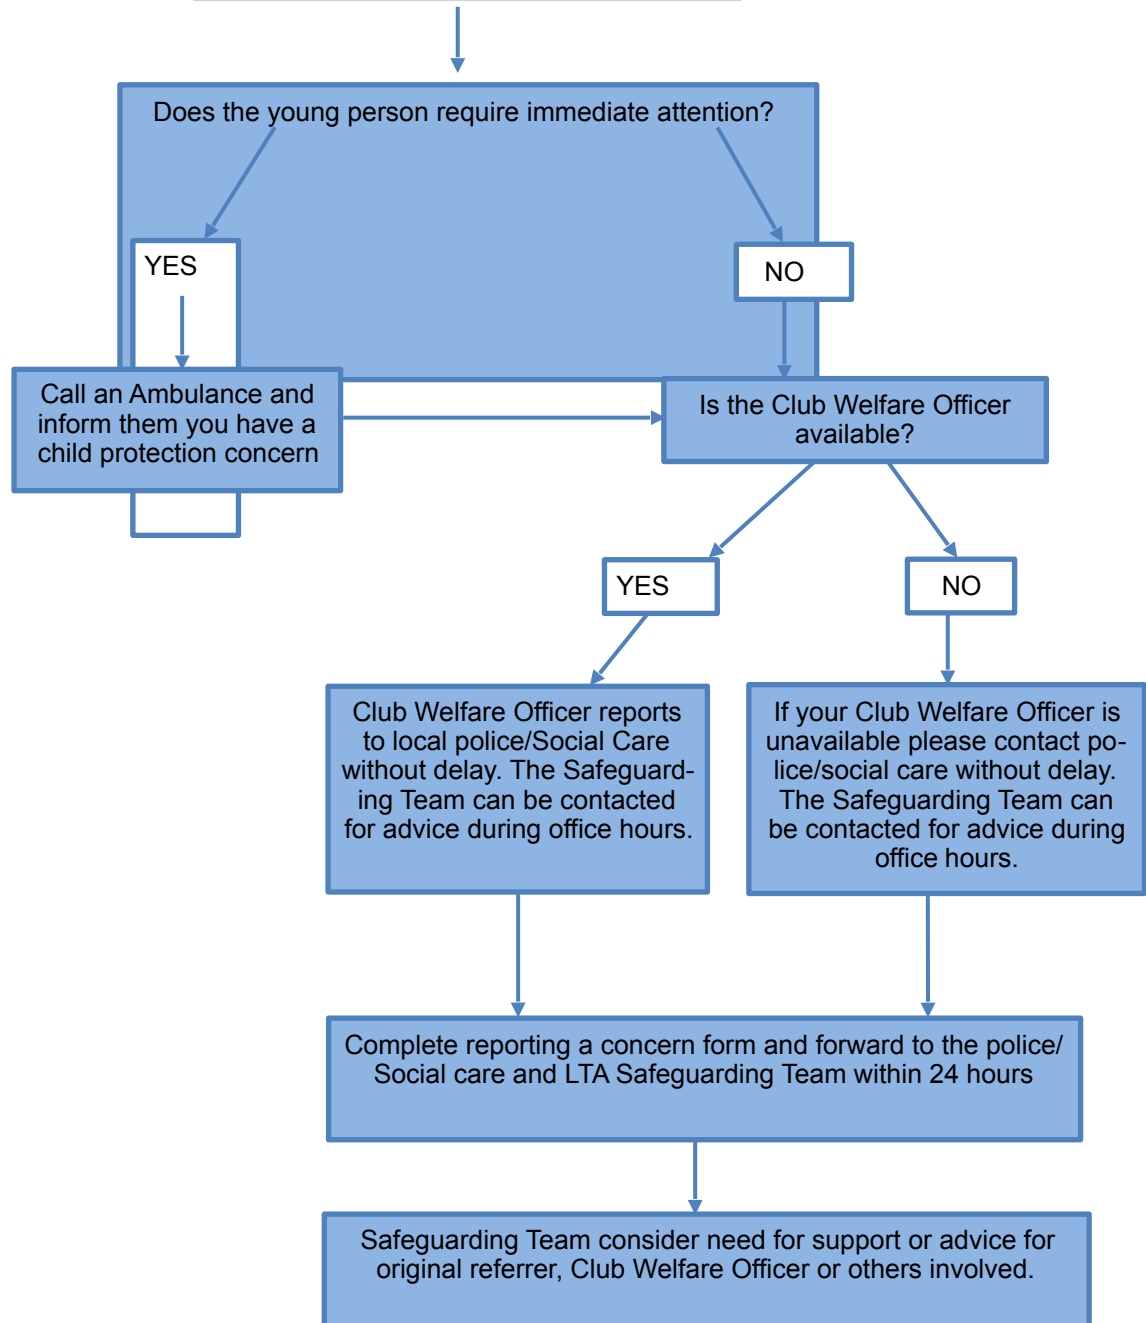 Does the young person require immediate attention?
YES
NO
Call an Ambulance and
inform them you have a
child protection concern
Is the Club Welfare Officer
available?
YES
NO
Club Welfare Officer reports
to local police/Social Care
without delay. The Safeguard-
ing Team can be contacted
for advice during office hours.
If your Club Welfare Officer is
unavailable please contact po-
lice/social care without delay.
The Safeguarding Team can
be contacted for advice during
office hours.
Complete reporting a concern form and forward to the police/
Social care and LTA Safeguarding Team within 24 hours
Safeguarding Team consider need for support or advice for
original referrer, Club Welfare Officer or others involved.